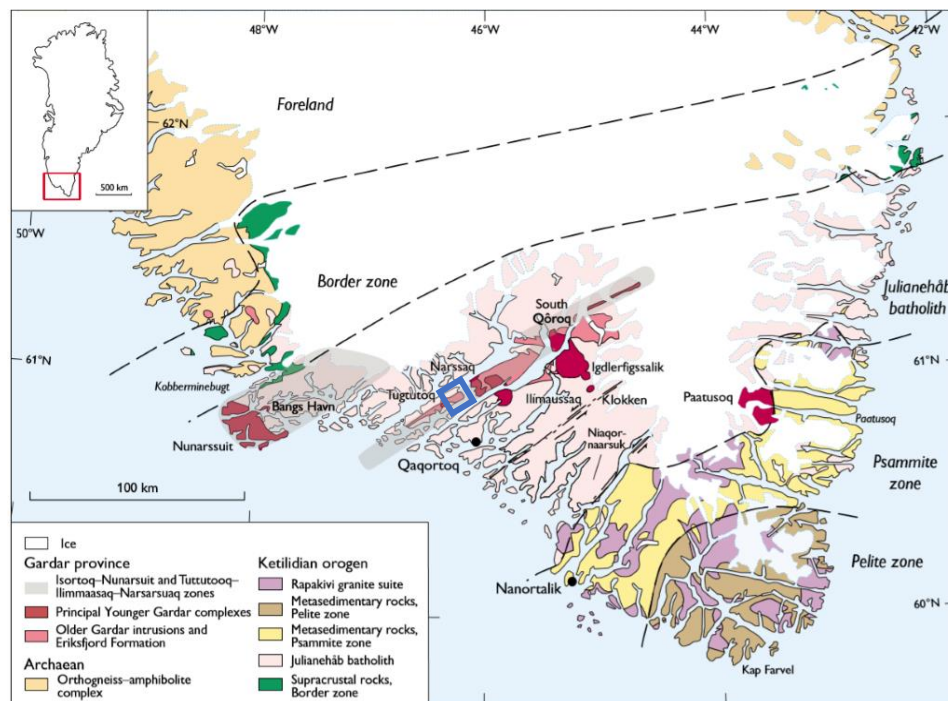 48°W
46°W
44°W
42°W
62°N
500 km
Foreland
50°W
Border zone
Julianehåb
batholith
South
Qôroq
61°N
61°N
Narssaq
Igdlerfigssalik
Kobberminebugt
Tugtutoq
Ilimaussaq
Klokken
Paatusoq
Bangs Havn
Paatusoq
Nunarssuit
Niaqor-
naarsuk
Qaqortoq
Psammite
zone
100 km
Pelite zone
Nanortalik
60°N
Kap Farvel
Ice
Gardar province
Isortoq–Nunarsuit and Tuttutooq–
Ilimmaasaq–Narsarsuaq zones
Principal Younger Gardar complexes
Older Gardar intrusions and
Eriksfjord Formation
Archaean
Orthogneiss–amphibolite
complex
Ketilidian orogen
Rapakivi granite suite
Metasedimentary rocks,
Pelite zone
Metasedimentary rocks,
Psammite zone
Julianehåb batholith
Supracrustal rocks,
Border zone